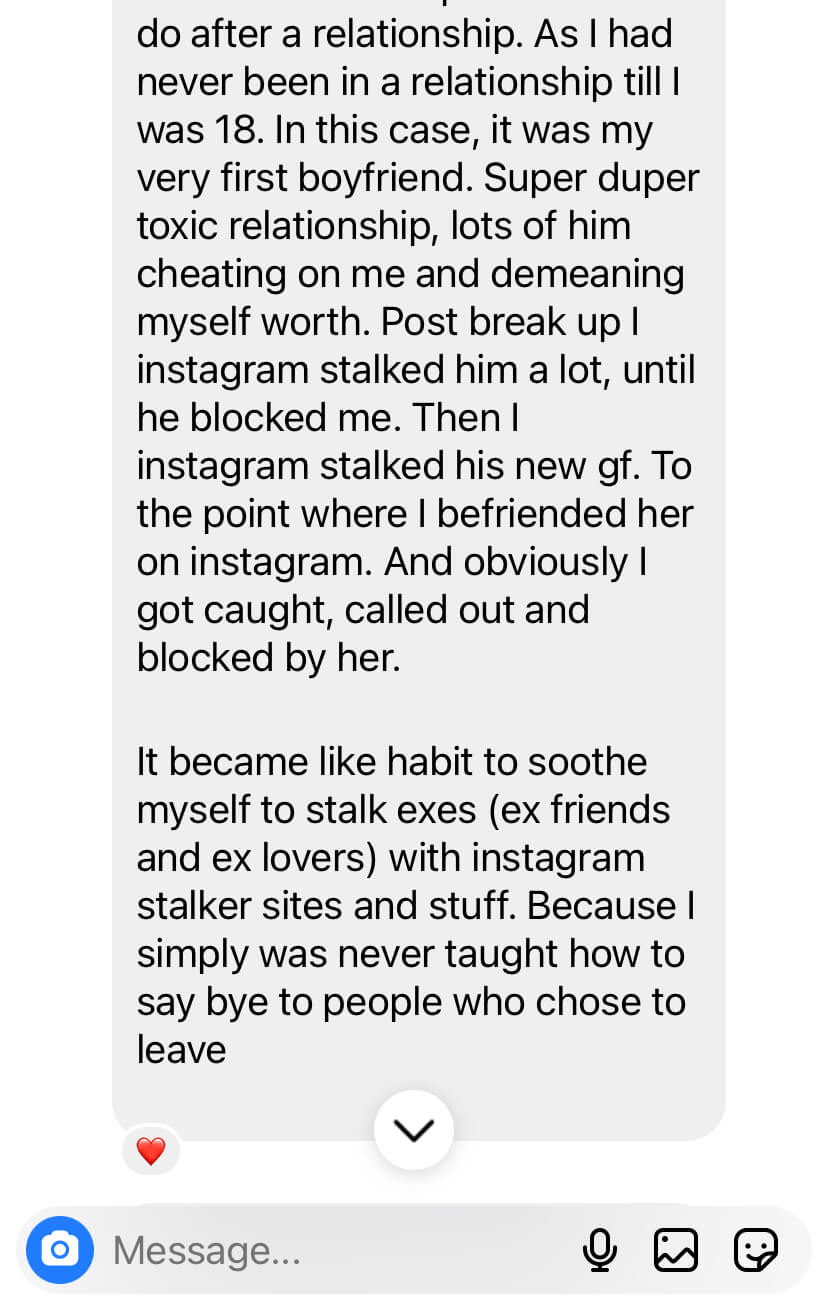 do after a relationship. As I had
never been in a relationship till I
was 18. In this case, it was my
very first boyfriend. Super duper
toxic relationship, lots of him
cheating on me and demeaning
myself worth. Post break up I
instagram stalked him a lot, until
he blocked me. Then I
instagram stalked his new gf. To
the point where I befriended her
on instagram. And obviously I
got caught, called out and
blocked by her.
It became like habit to soothe
myself to stalk exes (ex friends
and ex lovers) with instagram
stalker sites and stuff. Because I
simply was never taught how to
say bye to people who chose to
leave
Message...